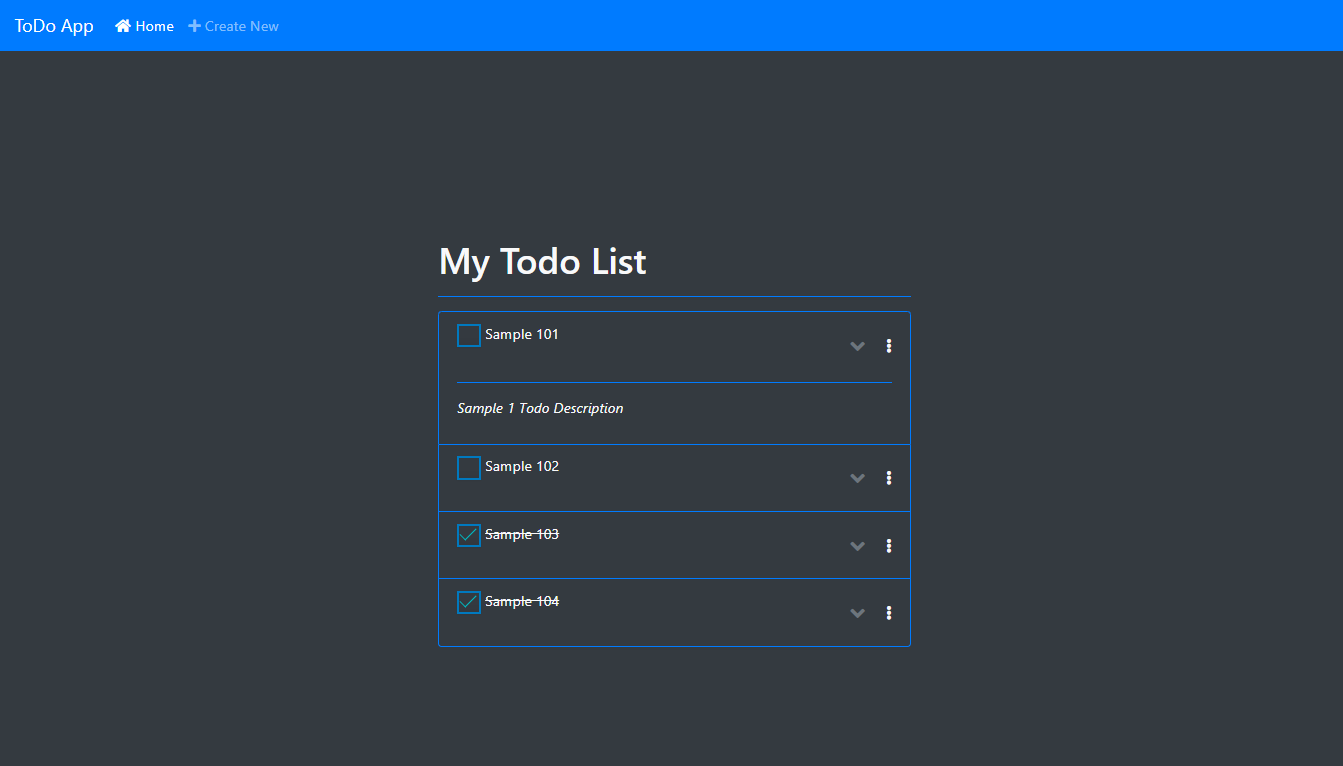 ToDo App Home Create New
My Todo List
Sample 101
Sample 1 Todo Description
Sample 102
Sample 103
Sample 104